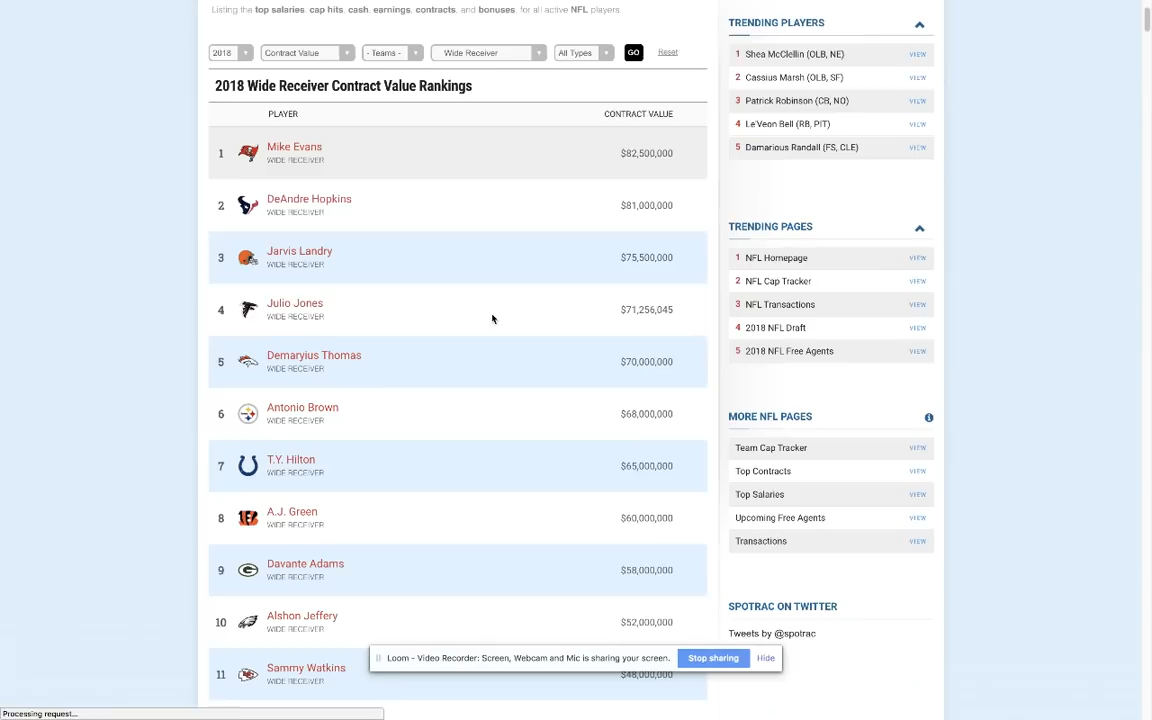 Listing the top salaries, cap hits, cash, earnings, contracts, and bonuses, for all active NFL players.
2018 Contract Value - Teams - Wide Receiver All Types GO Reset
2018 Wide Receiver Contract Value Rankings
PLAYER CONTRACT VALUE
1 Mike Evans $82,500,000
WIDE RECEIVER
2 DeAndre Hopkins $81,000,000
WIDE RECEIVER
3 Jarvis Landry $75,500,000
WIDE RECEIVER
4 Julio Jones $71,256,045
WIDE RECEIVER
5 Demaryius Thomas $70,000,000
WIDE RECEIVER
6 Antonio Brown $68,000,000
WIDE RECEIVER
7 T.Y. Hilton $65,000,000
WIDE RECEIVER
8 A.J. Green $60,000,000
WIDE RECEIVER
9 Davante Adams $58,000,000
WIDE RECEIVER
10 Alshon Jeffery $52,000,000
WIDE RECEIVER
11 Sammy Watkins $48,000,000
WIDE RECEIVER
TRENDING PLAYERS
1 Shea McClellin (OLB, NE) VIEW
2 Cassius Marsh (OLB, SF) VIEW
3 Patrick Robinson (CB, NO) VIEW
4 Le'Veon Bell (RB, PIT) VIEW
5 Damarious Randall (FS, CLE) VIEW
TRENDING PAGES
1 NFL Homepage VIEW
2 NFL Cap Tracker VIEW
3 NFL Transactions VIEW
4 2018 NFL Draft VIEW
5 2018 NFL Free Agents VIEW
MORE NFL PAGES
Team Cap Tracker VIEW
Top Contracts VIEW
Top Salaries VIEW
Upcoming Free Agents VIEW
Transactions VIEW
SPOTRAC ON TWITTER
Tweets by @spotrac
Loom - Video Recorder: Screen, Webcam and Mic is sharing your screen. Stop sharing Hide
Processing request...